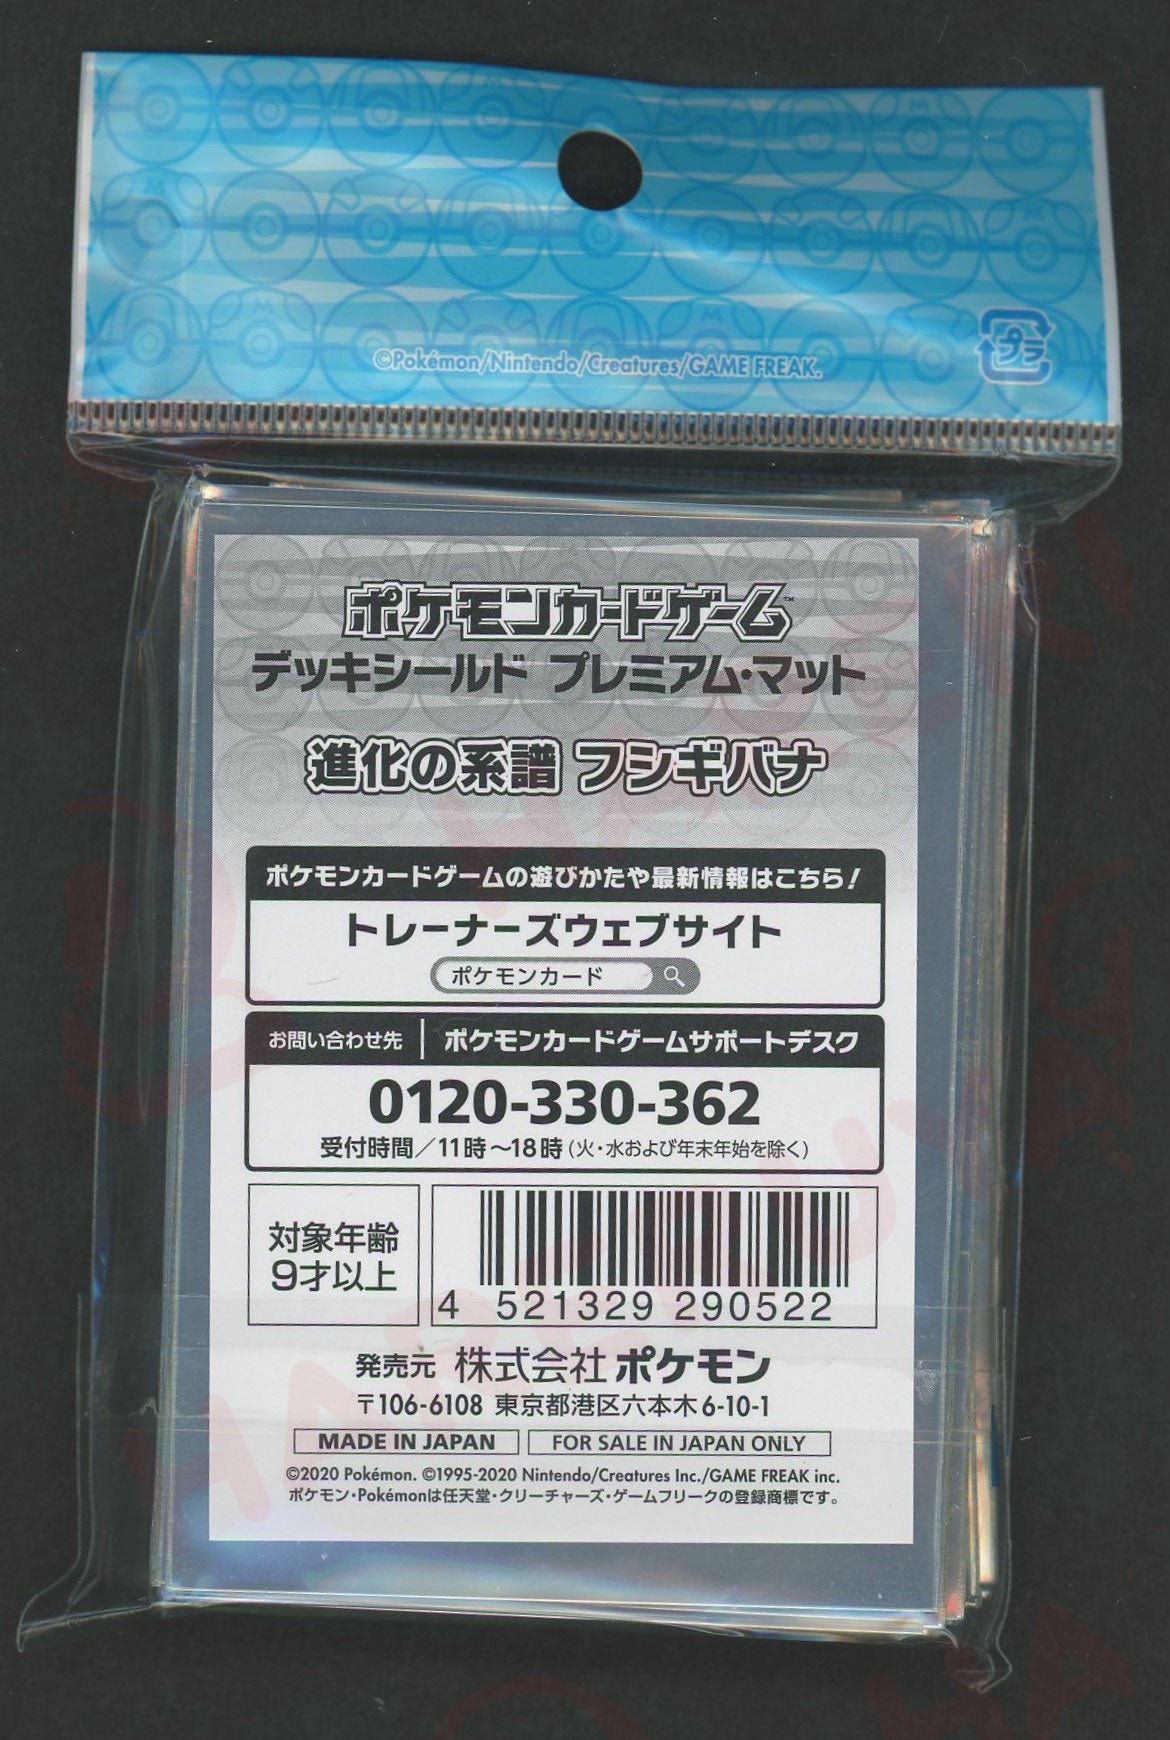 ©Pokémon/Nintendo/Creatures/GAME FREAK.
プラ
ポケモンカードゲーム™
デッキシールド プレミアム・マット
進化の系譜 フシギバナ
ポケモンカードゲームの遊びかたや最新情報はこちら!
トレーナーズウェブサイト
ポケモンカード
お問い合わせ先 ポケモンカードゲームサポートデスク
0120-330-362
受付時間/11時~18時(火・水および年末年始を除く)
対象年齢
9才以上
4 521329 290522
発売元 株式会社ポケモン
〒106-6108 東京都港区六本木6-10-1
MADE IN JAPAN FOR SALE IN JAPAN ONLY
©2020 Pokémon. ©1995-2020 Nintendo/Creatures Inc./GAME FREAK inc.
ポケモン・Pokémonは任天堂・クリーチャーズ・ゲームフリークの登録商標です。